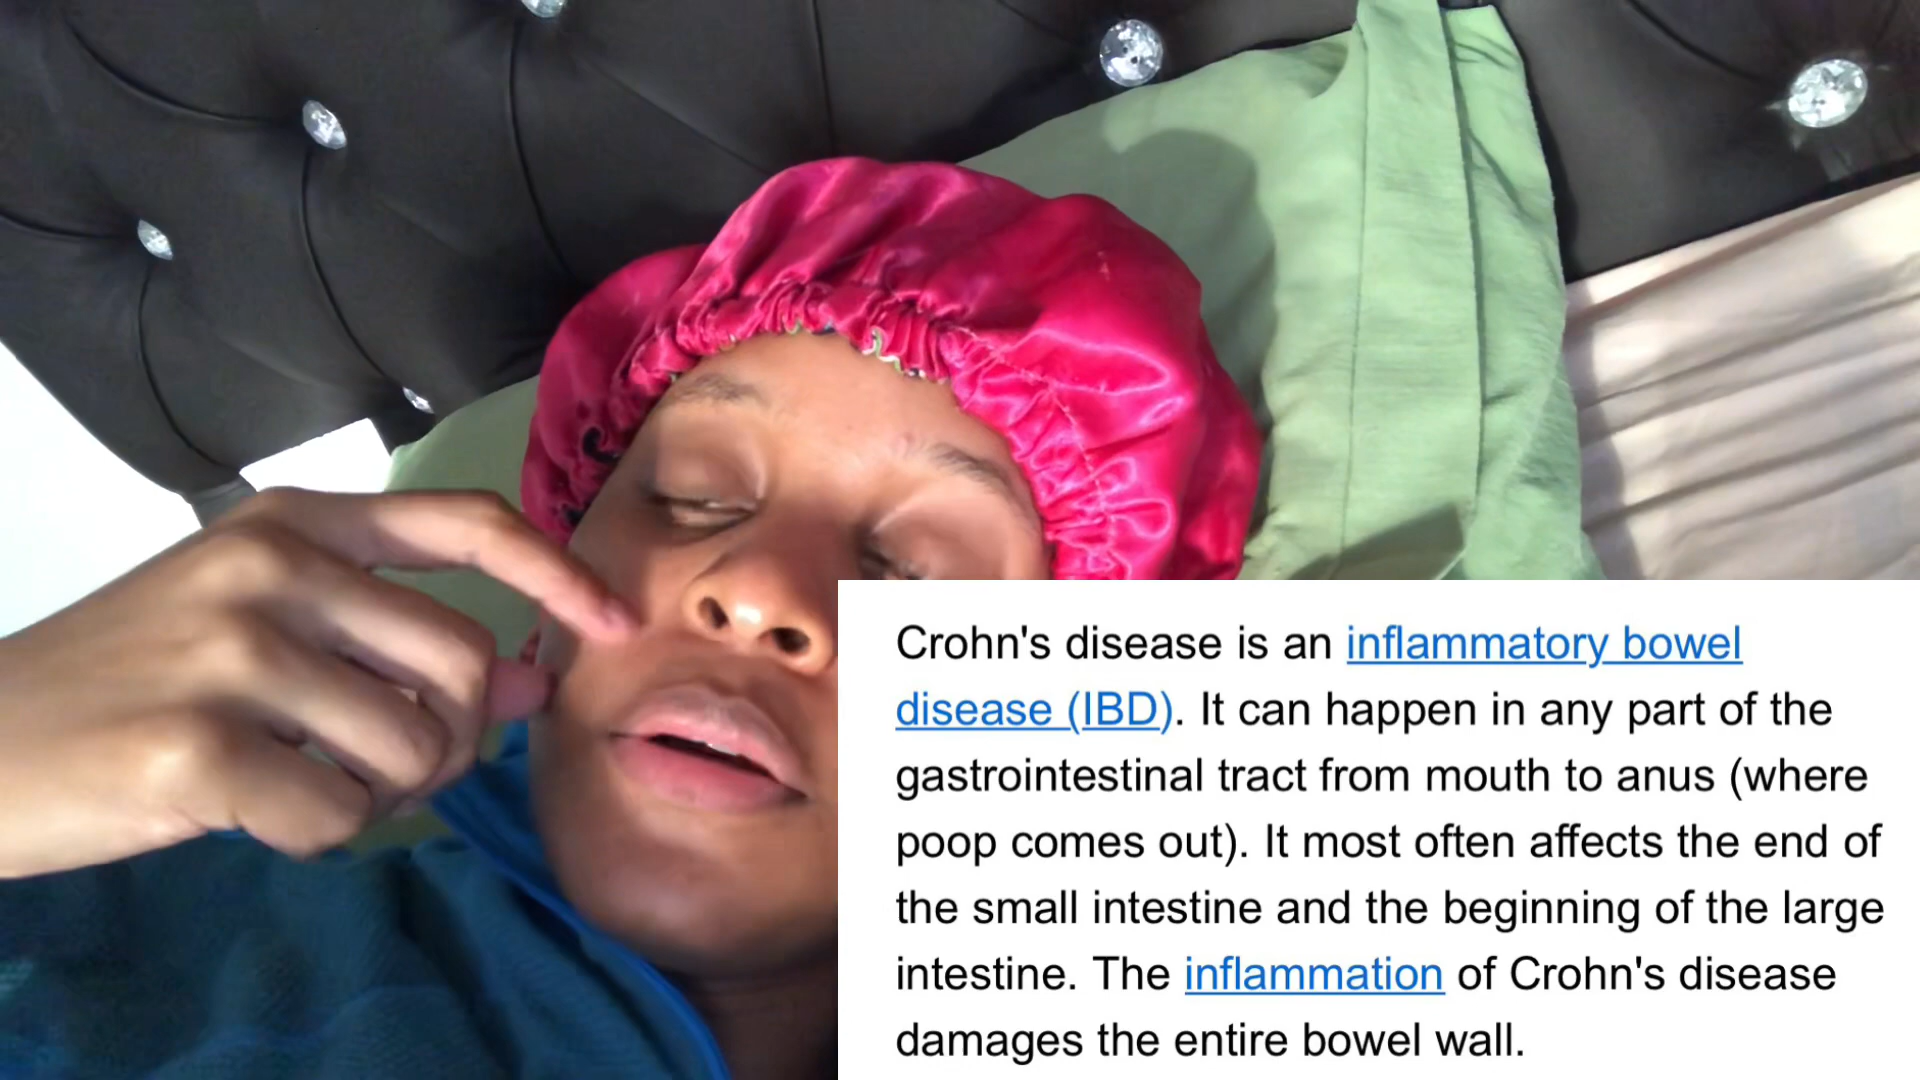 Crohn's disease is an inflammatory bowel
disease (IBD). It can happen in any part of the
gastrointestinal tract from mouth to anus (where
poop comes out). It most often affects the end of
the small intestine and the beginning of the large
intestine. The inflammation of Crohn's disease
damages the entire bowel wall.